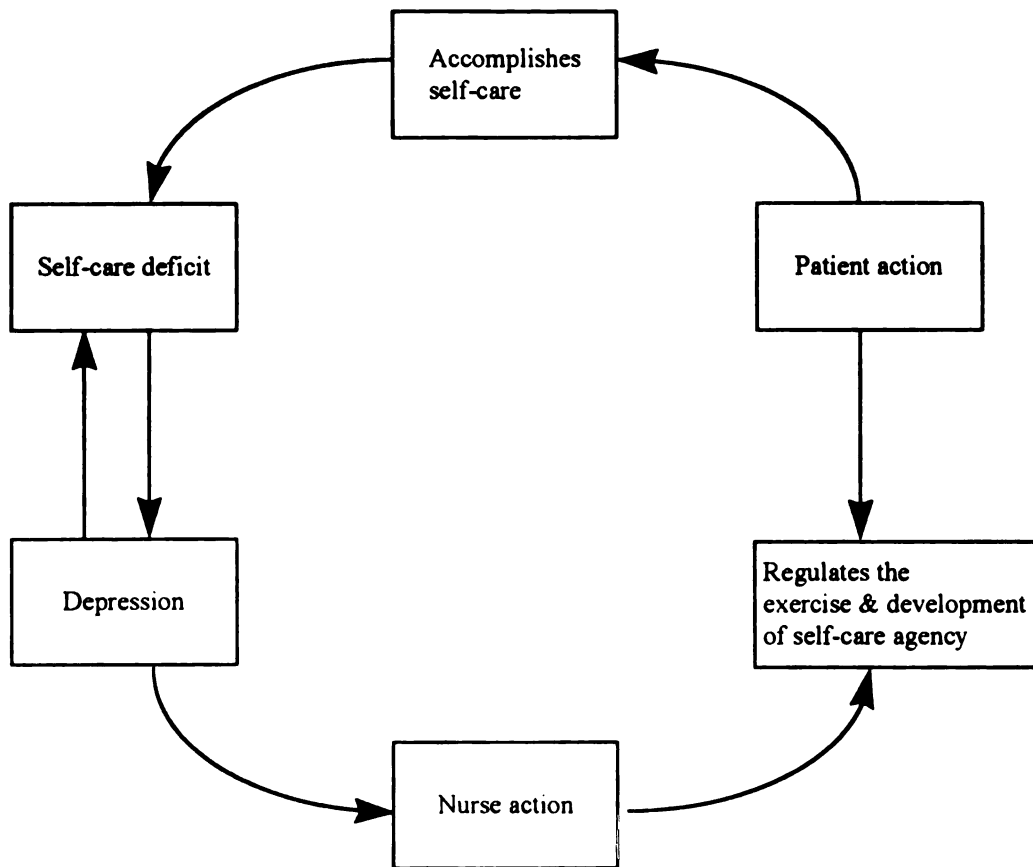 Accomplishes
self-care
Self-care deficit
Patient action
Depression
Regulates the
exercise & development
of self-care agency
Nurse action